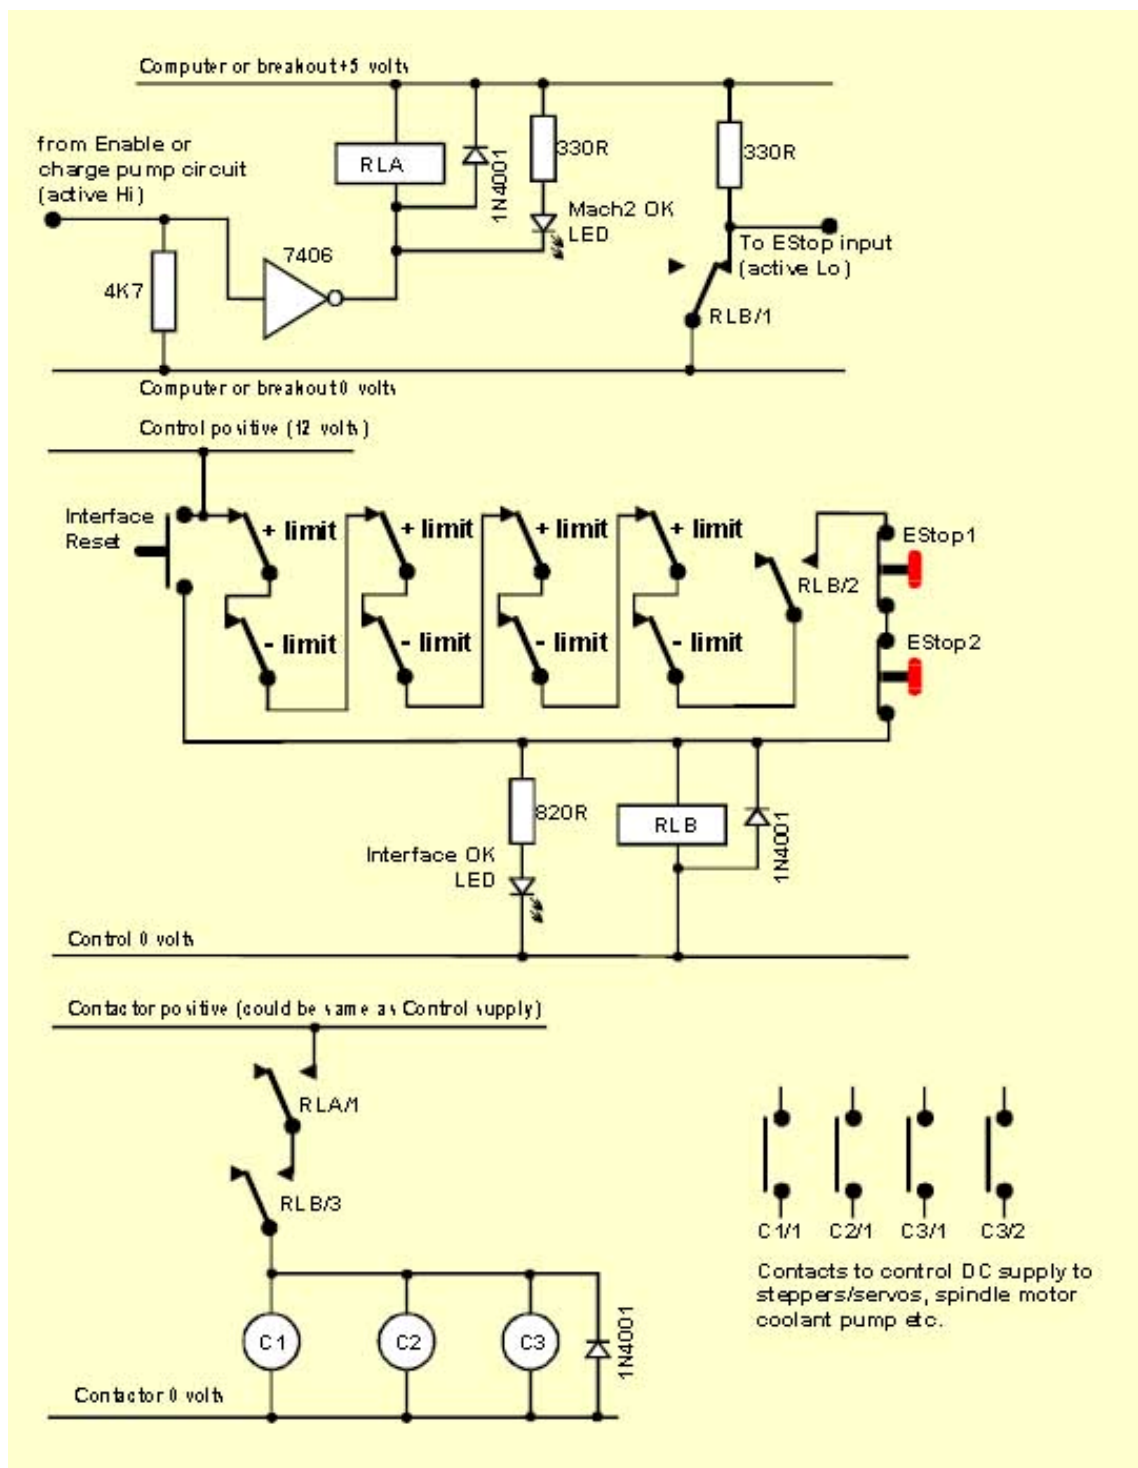 Computer or breakout +5 volts
from Enable or
charge pump circuit
(active Hi)
4K7
7406
RLA
1N4001
330R
Mach2 OK
LED
330R
To EStop input
(active Lo)
RLB/1
Computer or breakout 0 volts
Control positive (12 volts)
Interface
Reset
+ limit
+ limit
+ limit
+ limit
- limit
- limit
- limit
- limit
RLB/2
EStop1
EStop2
820R
Interface OK
LED
RLB
1N4001
Control 0 volts
Contactor positive (could be same as Control supply)
RLA/1
RLB/3
C1
C2
C3
1N4001
Contactor 0 volts
C1/1
C2/1
C3/1
C3/2
Contacts to control DC supply to
steppers/servos, spindle motor
coolant pump etc.